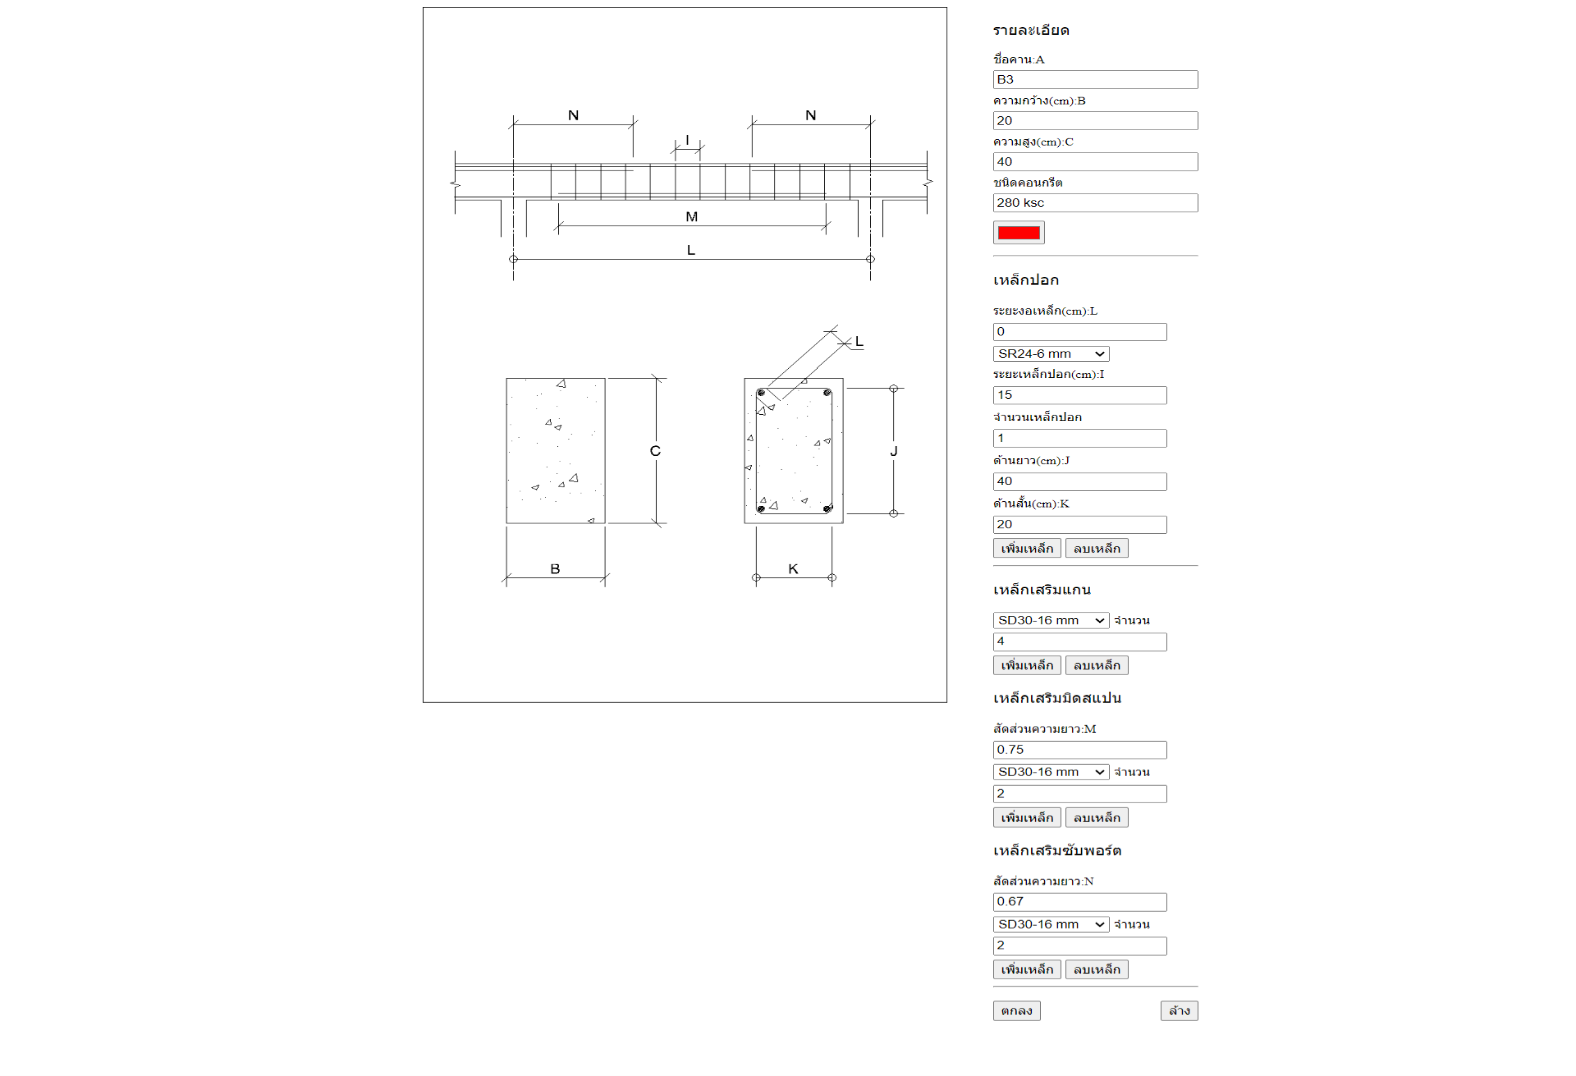 N
N
I
M
L
L
C
J
B
K
รายละเอียด
ชื่อคาน:A
B3
ความกว้าง(cm):B
20
ความสูง(cm):C
40
ชนิดคอนกรีต
280 ksc
เหล็กปอก
ระยะงอเหล็ก(cm):L
0
SR24-6 mm
ระยะเหล็กปอก(cm):I
15
จำนวนเหล็กปอก
1
ด้านยาว(cm):J
40
ด้านสั้น(cm):K
20
เพิ่มเหล็ก ลบเหล็ก
เหล็กเสริมแกน
SD30-16 mm จำนวน
4
เพิ่มเหล็ก ลบเหล็ก
เหล็กเสริมมิดสแปน
สัดส่วนความยาว:M
0.75
SD30-16 mm จำนวน
2
เพิ่มเหล็ก ลบเหล็ก
เหล็กเสริมซับพอร์ต
สัดส่วนความยาว:N
0.67
SD30-16 mm จำนวน
2
เพิ่มเหล็ก ลบเหล็ก
ตกลง ล้าง